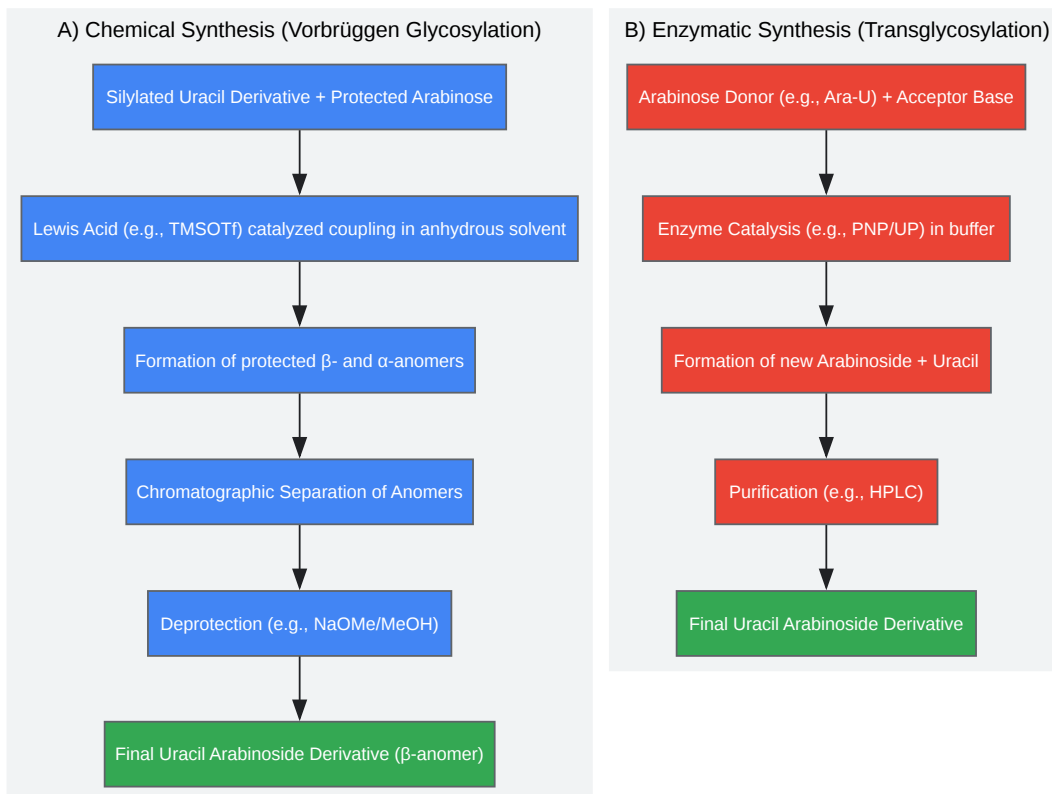 A) Chemical Synthesis (Vorbrüggen Glycosylation)
Silylated Uracil Derivative + Protected Arabinose
Lewis Acid (e.g., TMSOTf) catalyzed coupling in anhydrous solvent
Formation of protected β- and α-anomers
Chromatographic Separation of Anomers
Deprotection (e.g., NaOMe/MeOH)
Final Uracil Arabinoside Derivative (β-anomer)
B) Enzymatic Synthesis (Transglycosylation)
Arabinose Donor (e.g., Ara-U) + Acceptor Base
Enzyme Catalysis (e.g., PNP/UP) in buffer
Formation of new Arabinoside + Uracil
Purification (e.g., HPLC)
Final Uracil Arabinoside Derivative